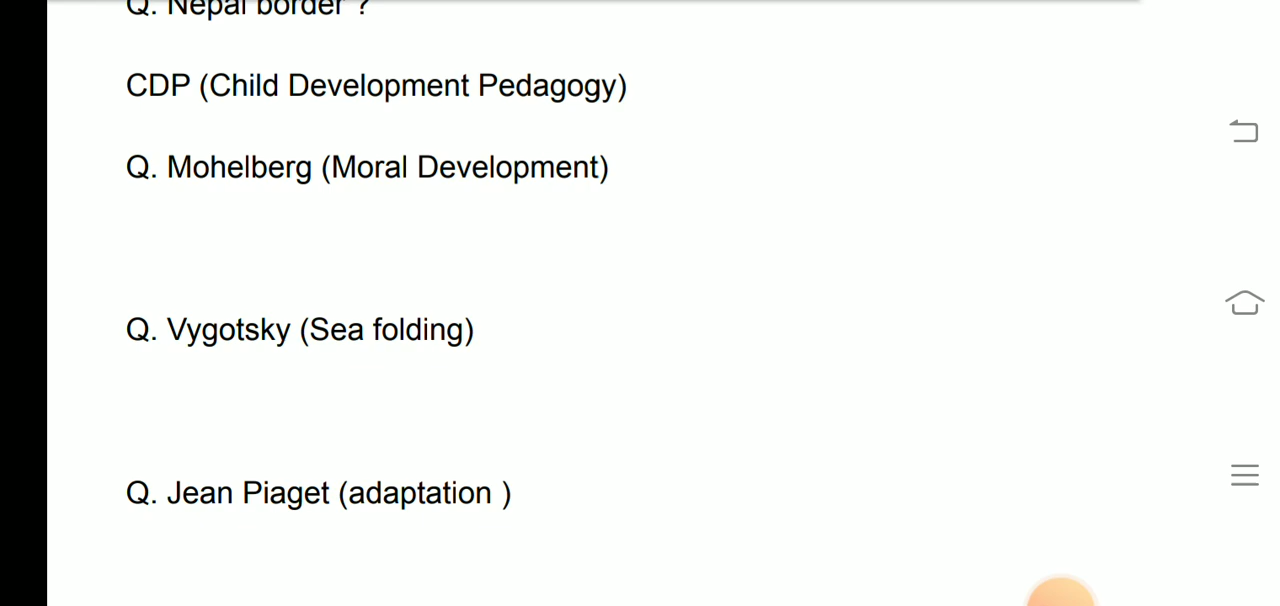 Q. Nepal border ?
CDP (Child Development Pedagogy)
Q. Mohelberg (Moral Development)
Q. Vygotsky (Sea folding)
Q. Jean Piaget (adaptation )